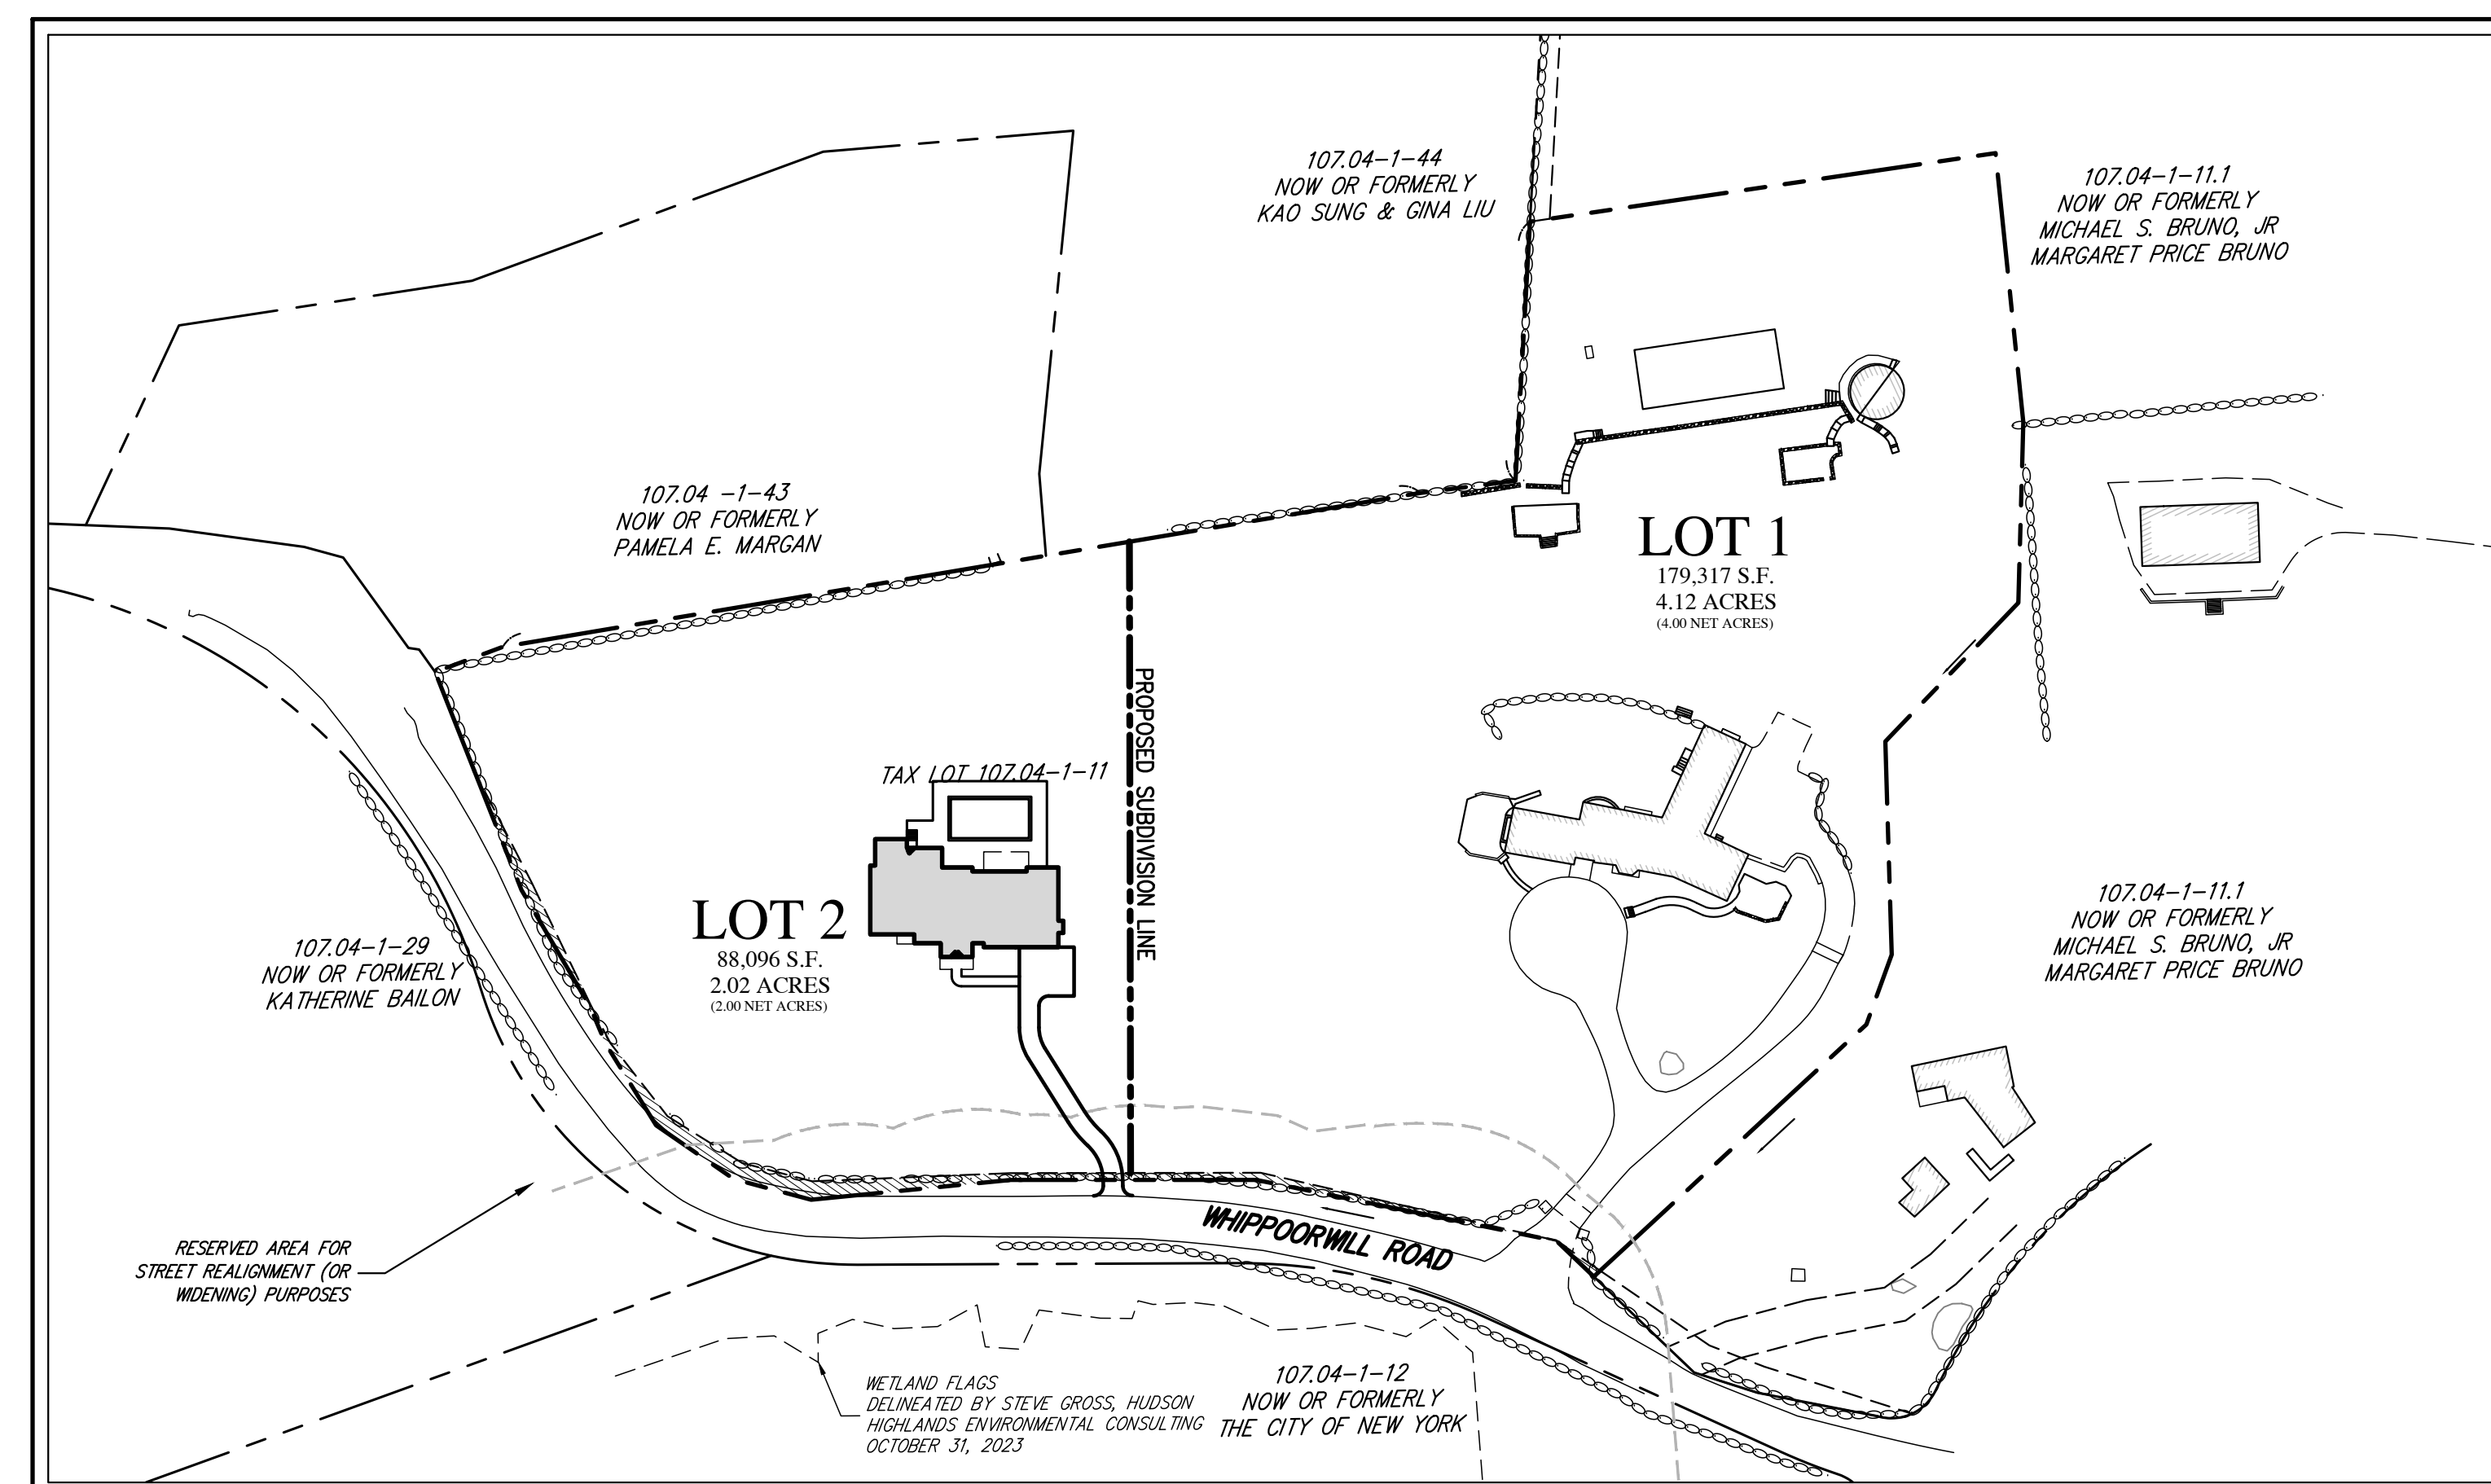 107.04-1-44
NOW OR FORMERLY
KAO SUNG & GINA LIU
107.04-1-11.1
NOW OR FORMERLY
MICHAEL S. BRUNO, JR
MARGARET PRICE BRUNO
107.04 -1-43
NOW OR FORMERLY
PAMELA E. MARGAN
LOT 1
179,317 S.F.
4.12 ACRES
(4.00 NET ACRES)
PROPOSED SUBDIVISION LINE
TAX LOT 107.04-1-11
LOT 2
88,096 S.F.
2.02 ACRES
(2.00 NET ACRES)
107.04-1-29
NOW OR FORMERLY
KATHERINE BAILON
107.04-1-11.1
NOW OR FORMERLY
MICHAEL S. BRUNO, JR
MARGARET PRICE BRUNO
WHIPPOORWILL ROAD
RESERVED AREA FOR
STREET REALIGNMENT (OR
WIDENING) PURPOSES
WETLAND FLAGS
DELINEATED BY STEVE GROSS, HUDSON
HIGHLANDS ENVIRONMENTAL CONSULTING
OCTOBER 31, 2023
107.04-1-12
NOW OR FORMERLY
THE CITY OF NEW YORK